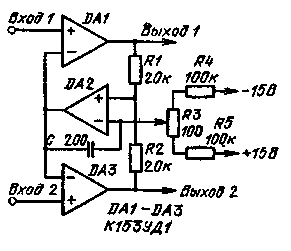 Вход 1
DA1
Выход 1
R1
20к
R4
100к
-15В
DA2
R3
100
C 200
R2
20к
R5
100к
+15В
Вход 2
DA3
Выход 2
DA1-DA3
К153УД1